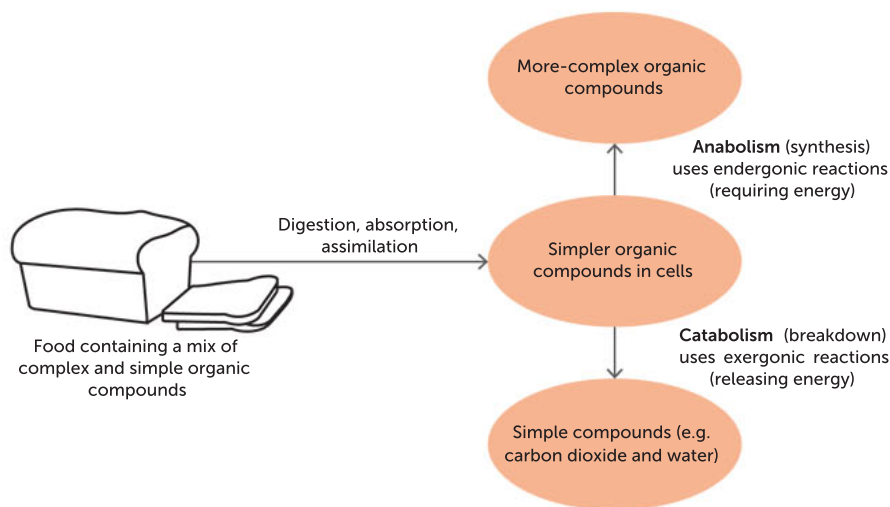 More-complex organic
compounds
Anabolism (synthesis)
uses endergonic reactions
(requiring energy)
Digestion, absorption,
assimilation
Simpler organic
compounds in cells
Food containing a mix of
complex and simple organic
compounds
Catabolism (breakdown)
uses exergonic reactions
(releasing energy)
Simple compounds (e.g.
carbon dioxide and water)